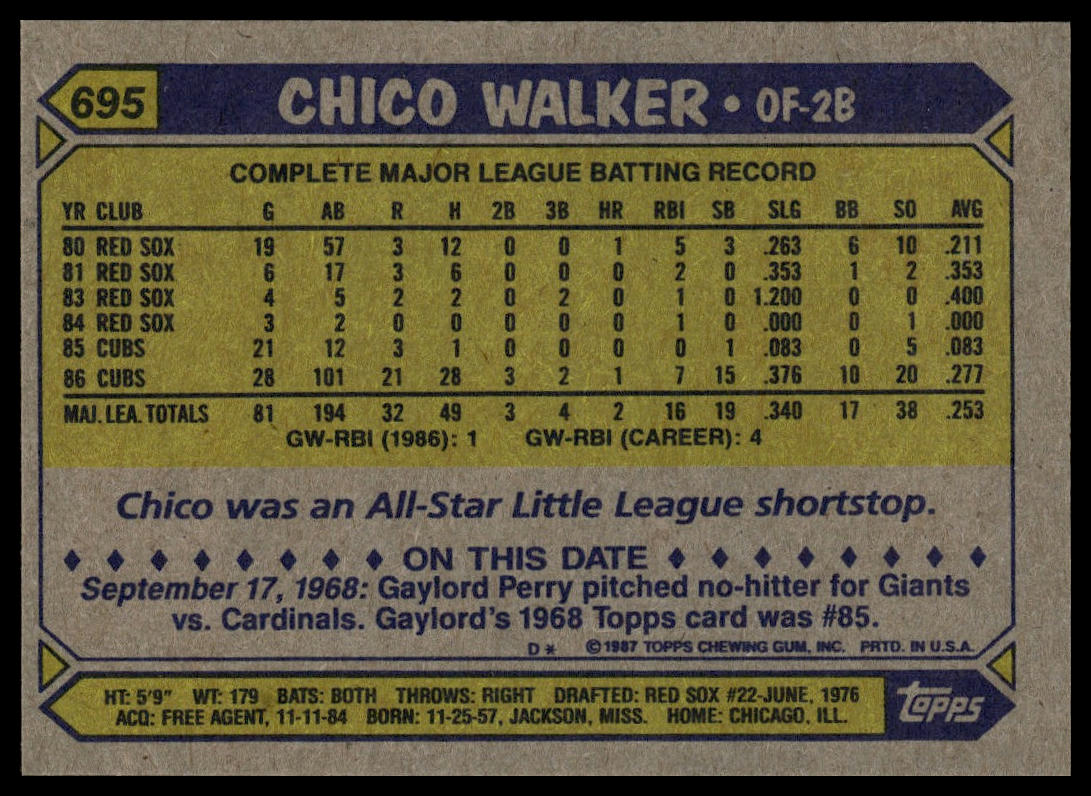 695 CHICO WALKER • OF-2B
COMPLETE MAJOR LEAGUE BATTING RECORD
YR CLUB G AB R H 2B 3B HR RBI SB SLG BB SO AVG
80 RED SOX 19 57 3 12 0 0 1 5 3 .263 6 10 .211
81 RED SOX 6 17 3 6 0 0 0 2 0 .353 1 2 .353
83 RED SOX 4 5 2 2 0 2 0 1 0 1.200 0 0 .400
84 RED SOX 3 2 0 0 0 0 0 1 0 .000 0 1 .000
85 CUBS 21 12 3 1 0 0 0 0 1 .083 0 5 .083
86 CUBS 28 101 21 28 3 2 1 7 15 .376 10 20 .277
MAJ. LEA. TOTALS 81 194 32 49 3 4 2 16 19 .340 17 38 .253
GW-RBI (1986): 1 GW-RBI (CAREER): 4
Chico was an All-Star Little League shortstop.
♦ ♦ ♦ ♦ ♦ ♦ ♦ ♦ ON THIS DATE ♦ ♦ ♦ ♦ ♦ ♦ ♦ ♦
September 17, 1968: Gaylord Perry pitched no-hitter for Giants
vs. Cardinals. Gaylord's 1968 Topps card was #85.
D * ©1987 TOPPS CHEWING GUM, INC. PRTD. IN U.S.A.
HT: 5'9" WT: 179 BATS: BOTH THROWS: RIGHT DRAFTED: RED SOX #22-JUNE, 1976
ACQ: FREE AGENT, 11-11-84 BORN: 11-25-57, JACKSON, MISS. HOME: CHICAGO, ILL.
Topps